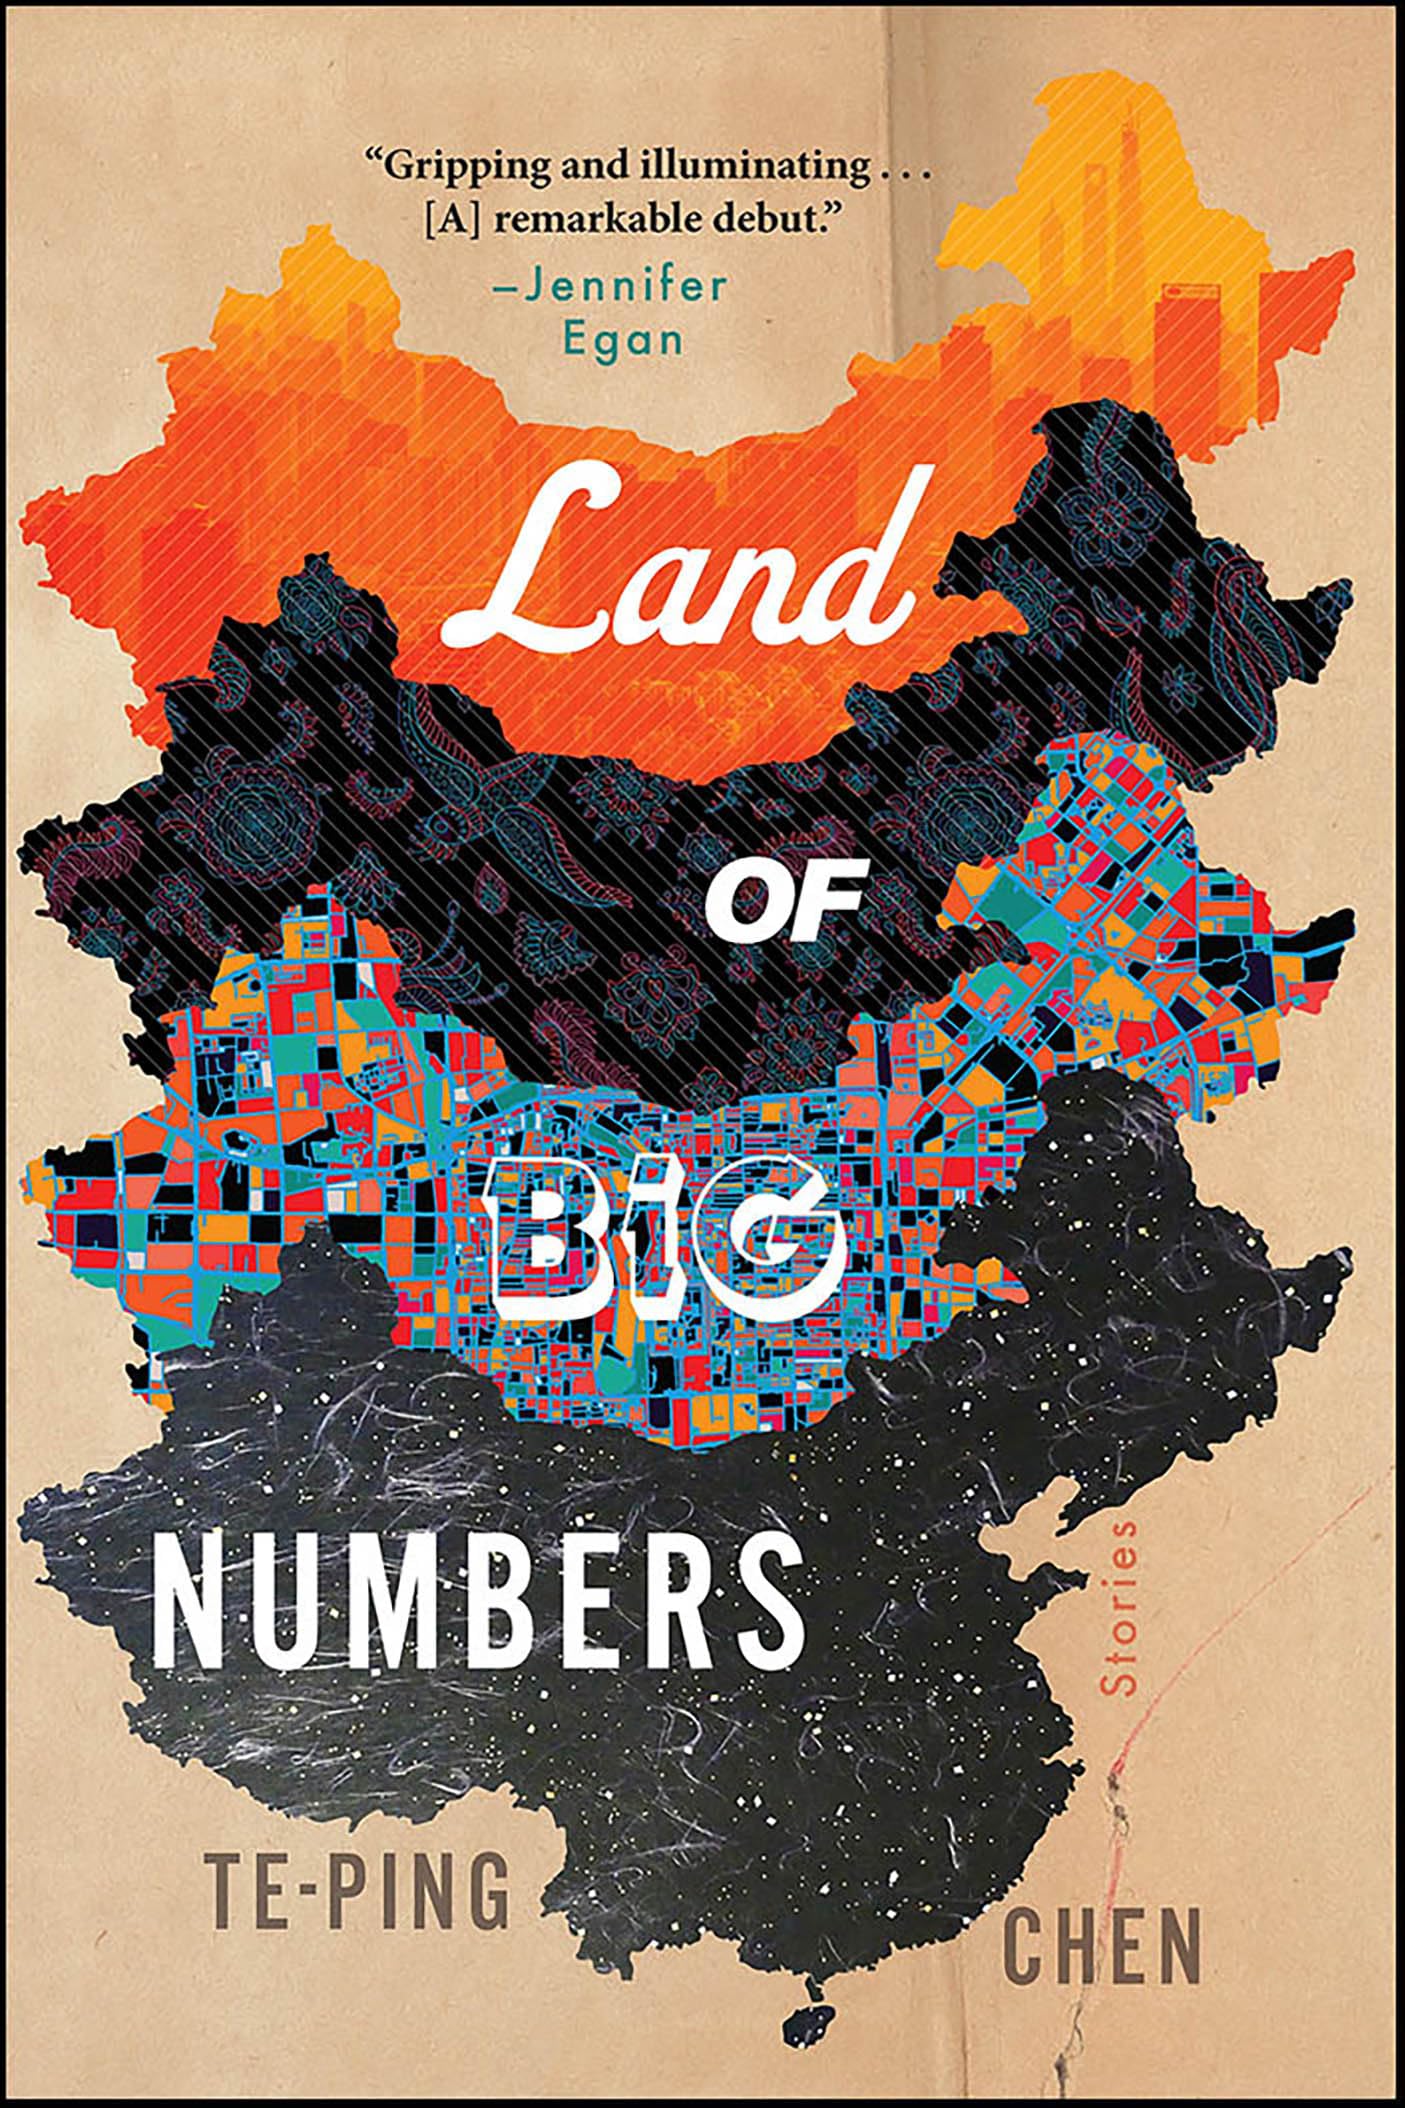 “Gripping and illuminating . . .
[A] remarkable debut.”
–Jennifer
Egan
Land
OF
BIG
NUMBERS
Stories
TE-PING
CHEN